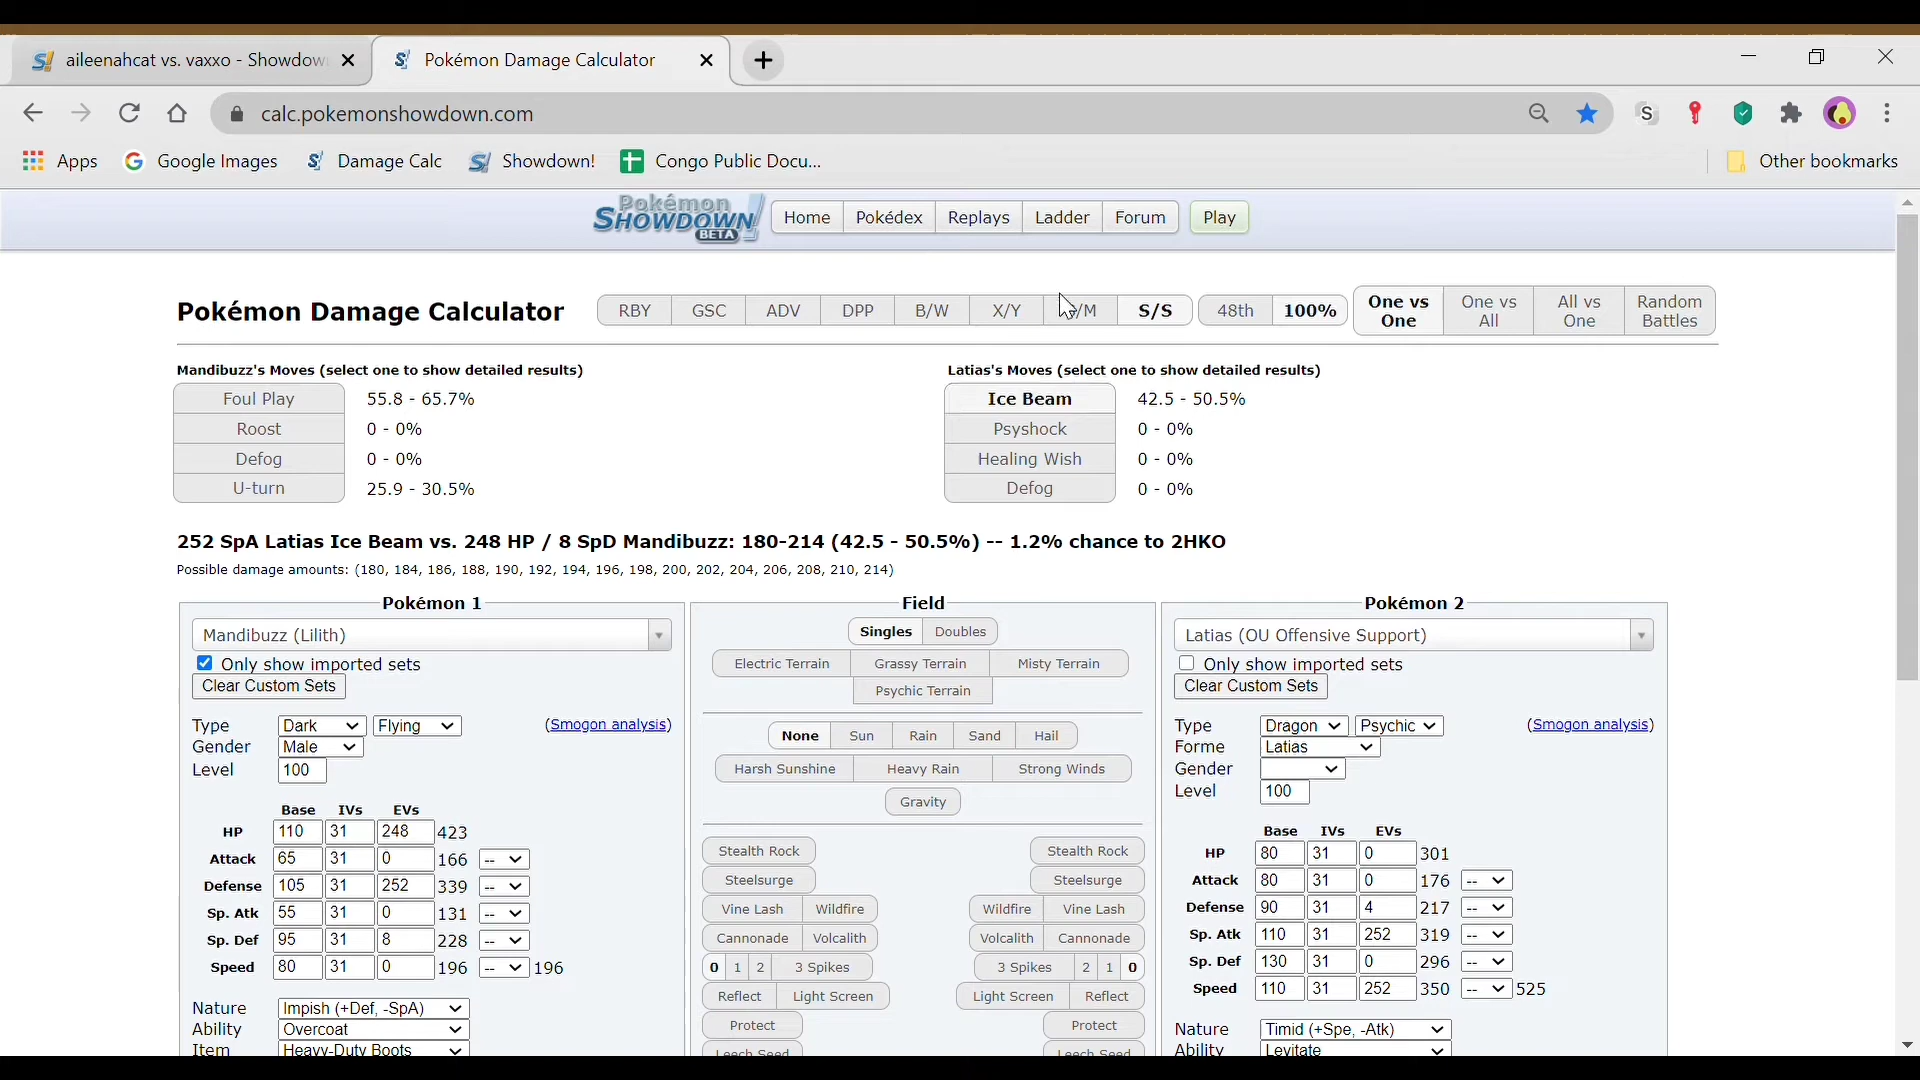 aileenahcat vs. vaxxo - Showdow
Pokémon Damage Calculator
calc.pokemonshowdown.com
Apps Google Images Damage Calc Showdown! Congo Public Docu... Other bookmarks
Pokémon SHOWDOWN! BETA
Home Pokédex Replays Ladder Forum Play
Pokémon Damage Calculator RBY GSC ADV DPP B/W X/Y /M S/S 48th 100% One vs One One vs All All vs One Random Battles
Mandibuzz's Moves (select one to show detailed results)
Foul Play 55.8 - 65.7%
Roost 0 - 0%
Defog 0 - 0%
U-turn 25.9 - 30.5%
Latias's Moves (select one to show detailed results)
Ice Beam 42.5 - 50.5%
Psyshock 0 - 0%
Healing Wish 0 - 0%
Defog 0 - 0%
252 SpA Latias Ice Beam vs. 248 HP / 8 SpD Mandibuzz: 180-214 (42.5 - 50.5%) -- 1.2% chance to 2HKO
Possible damage amounts: (180, 184, 186, 188, 190, 192, 194, 196, 198, 200, 202, 204, 206, 208, 210, 214)
Pokémon 1
Mandibuzz (Lilith)
Only show imported sets
Clear Custom Sets
Type Dark Flying (Smogon analysis)
Gender Male
Level 100
Base IVs EVs
HP 110 31 248 423
Attack 65 31 0 166 --
Defense 105 31 252 339 --
Sp. Atk 55 31 0 131 --
Sp. Def 95 31 8 228 --
Speed 80 31 0 196 -- 196
Nature Impish (+Def, -SpA)
Ability Overcoat
Item Heavy-Duty Boots
Field
Singles Doubles
Electric Terrain Grassy Terrain Misty Terrain
Psychic Terrain
None Sun Rain Sand Hail
Harsh Sunshine Heavy Rain Strong Winds
Gravity
Stealth Rock Stealth Rock
Steelsurge Steelsurge
Vine Lash Wildfire Wildfire Vine Lash
Cannonade Volcalith Volcalith Cannonade
0 1 2 3 Spikes 3 Spikes 2 1 0
Reflect Light Screen Light Screen Reflect
Protect Protect
Leech Seed Leech Seed
Pokémon 2
Latias (OU Offensive Support)
Only show imported sets
Clear Custom Sets
Type Dragon Psychic (Smogon analysis)
Forme Latias
Gender
Level 100
Base IVs EVs
HP 80 31 0 301
Attack 80 31 0 176 --
Defense 90 31 4 217 --
Sp. Atk 110 31 252 319 --
Sp. Def 130 31 0 296 --
Speed 110 31 252 350 -- 525
Nature Timid (+Spe, -Atk)
Ability Levitate